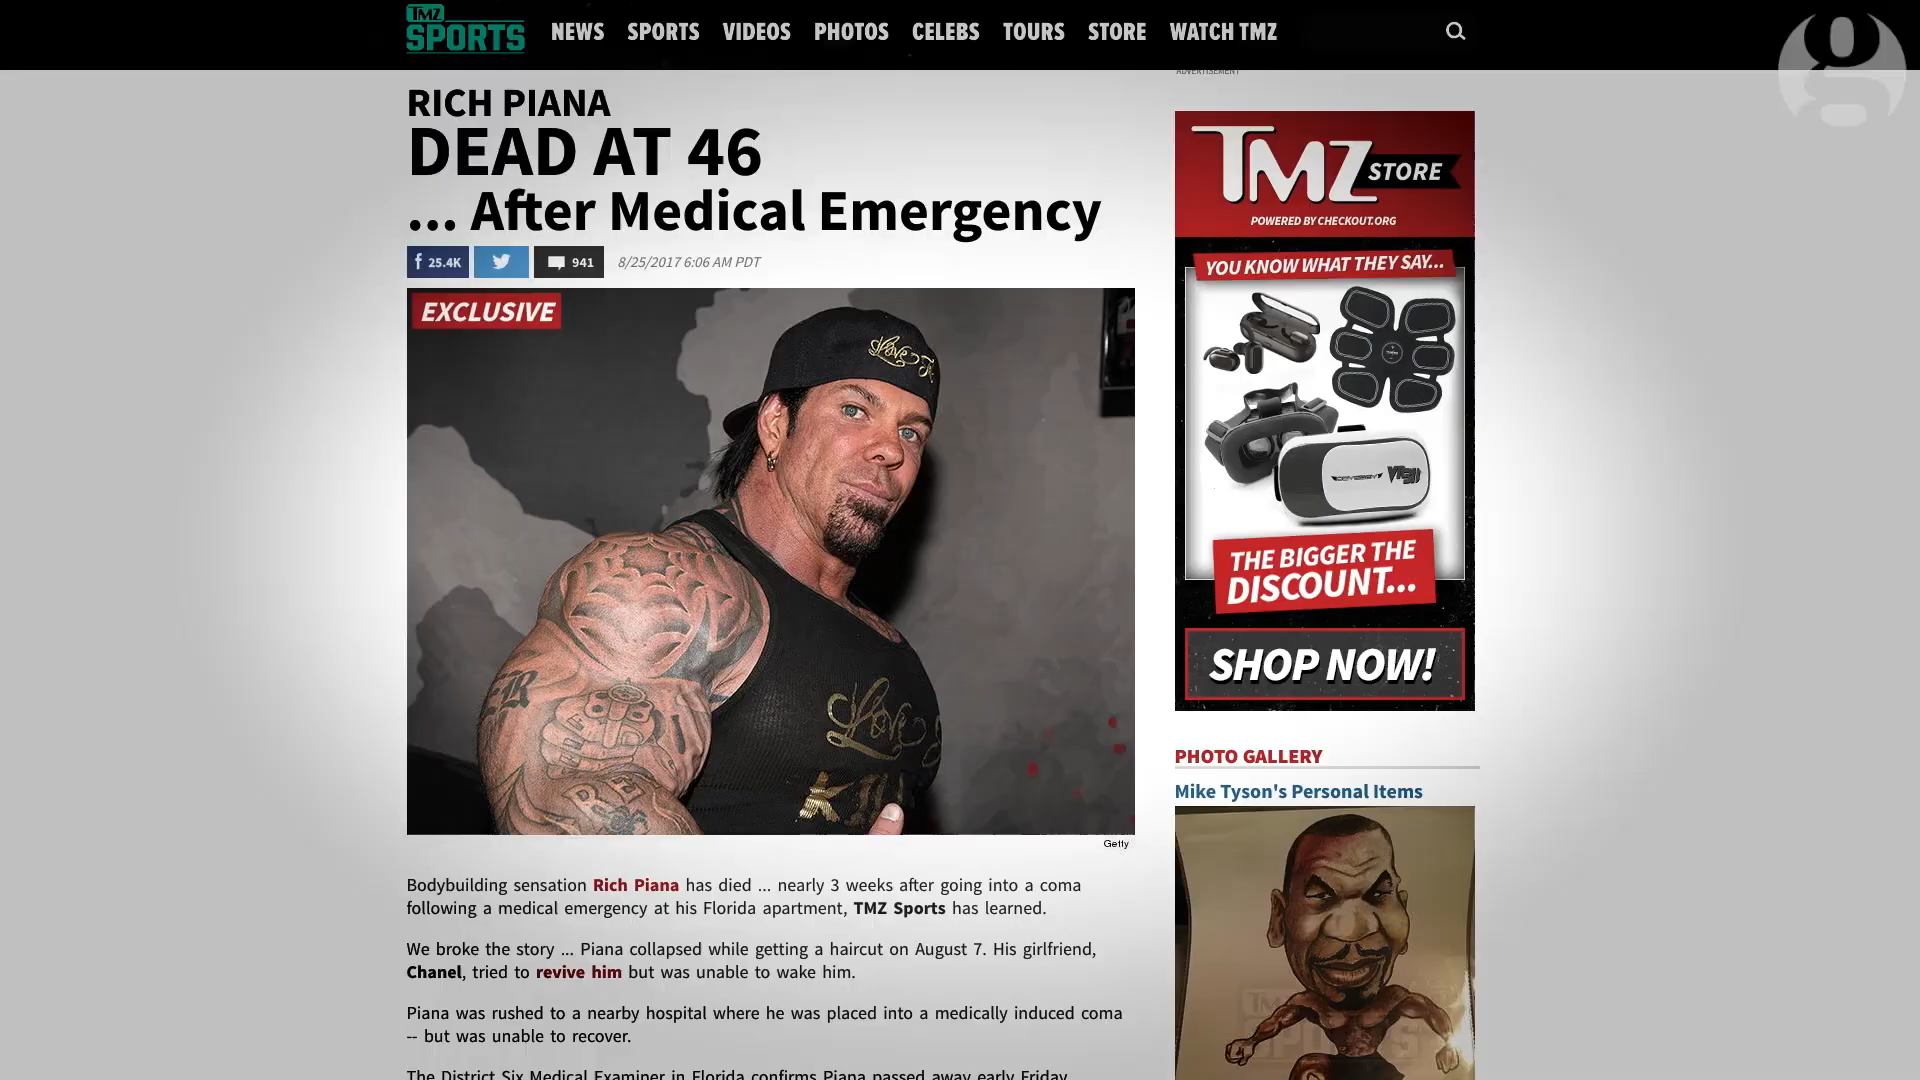 TMZ SPORTS
NEWS SPORTS VIDEOS PHOTOS CELEBS TOURS STORE WATCH TMZ
g
ADVERTISEMENT
RICH PIANA
DEAD AT 46
... After Medical Emergency
25.4K 941 8/25/2017 6:06 AM PDT
EXCLUSIVE
Love
Love
Getty
Bodybuilding sensation Rich Piana has died ... nearly 3 weeks after going into a coma
following a medical emergency at his Florida apartment, TMZ Sports has learned.
We broke the story ... Piana collapsed while getting a haircut on August 7. His girlfriend,
Chanel, tried to revive him but was unable to wake him.
Piana was rushed to a nearby hospital where he was placed into a medically induced coma
-- but was unable to recover.
The District Six Medical Examiner in Florida confirms Piana passed away early Friday
TMZ STORE
POWERED BY CHECKOUT.ORG
YOU KNOW WHAT THEY SAY...
THE BIGGER THE
DISCOUNT...
SHOP NOW!
PHOTO GALLERY
Mike Tyson's Personal Items